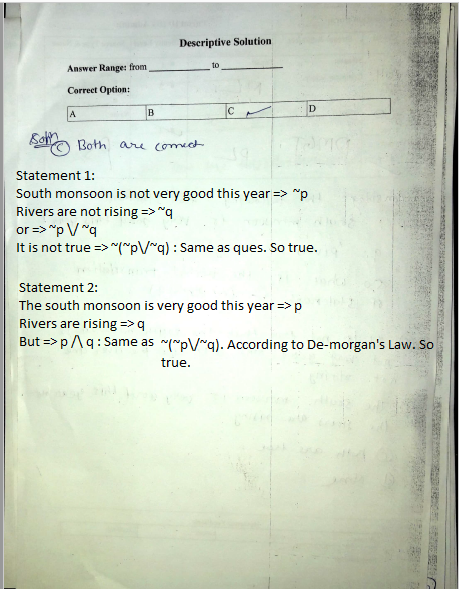 Descriptive Solution
Answer Range: from ____________ to ____________
Correct Option:
A B C ✓ D
Soln
(C) Both are correct
Statement 1:
South monsoon is not very good this year => ~p
Rivers are not rising => ~q
or => ~p \/ ~q
It is not true => ~(~p\/~q) : Same as ques. So true.
Statement 2:
The south monsoon is very good this year => p
Rivers are rising => q
But => p /\ q : Same as ~(~p\/~q). According to De-morgan's Law. So
true.